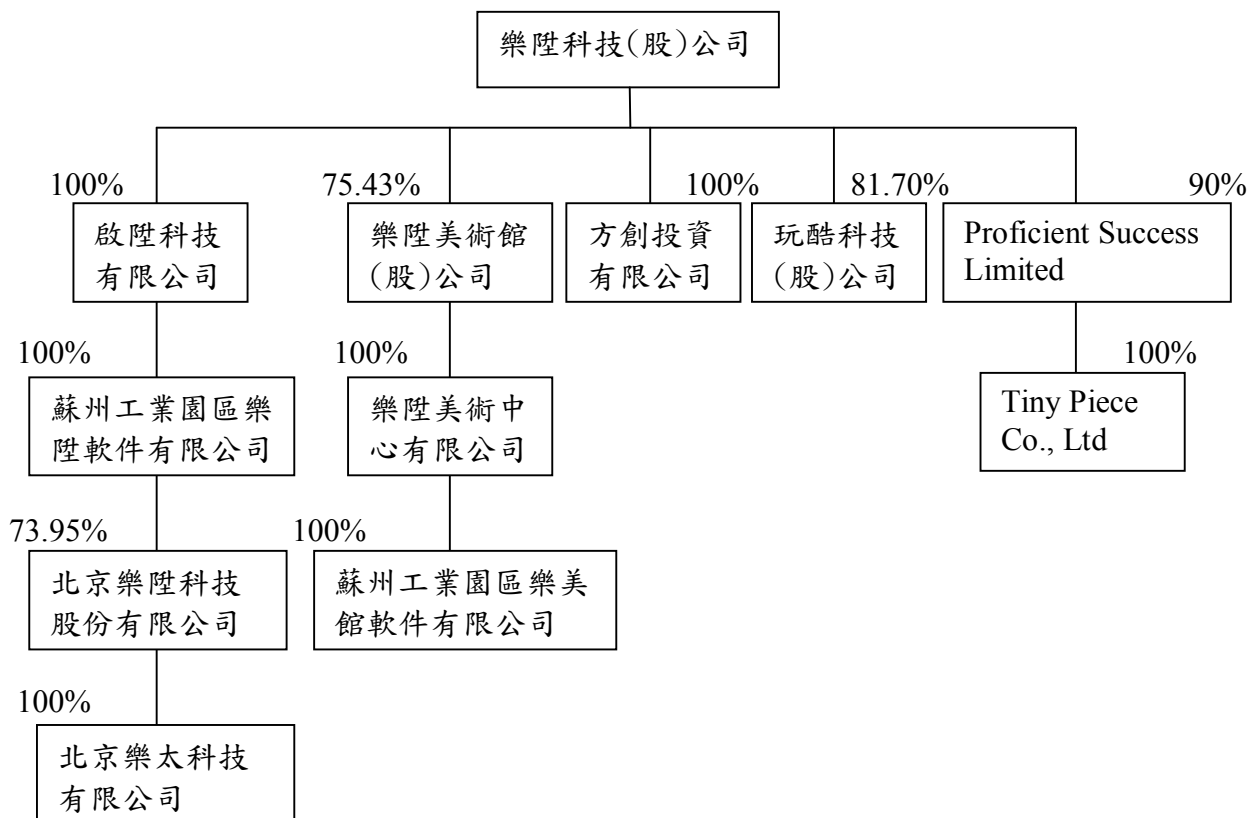 樂陞科技(股)公司
100%
75.43%
100%
81.70%
90%
啟陞科技
有限公司
樂陞美術館
(股)公司
方創投資
有限公司
玩酷科技
(股)公司
Proficient Success
Limited
100%
100%
100%
蘇州工業園區樂
陞軟件有限公司
樂陞美術中
心有限公司
Tiny Piece
Co., Ltd
73.95%
100%
北京樂陞科技
股份有限公司
蘇州工業園區樂美
館軟件有限公司
100%
北京樂太科技
有限公司